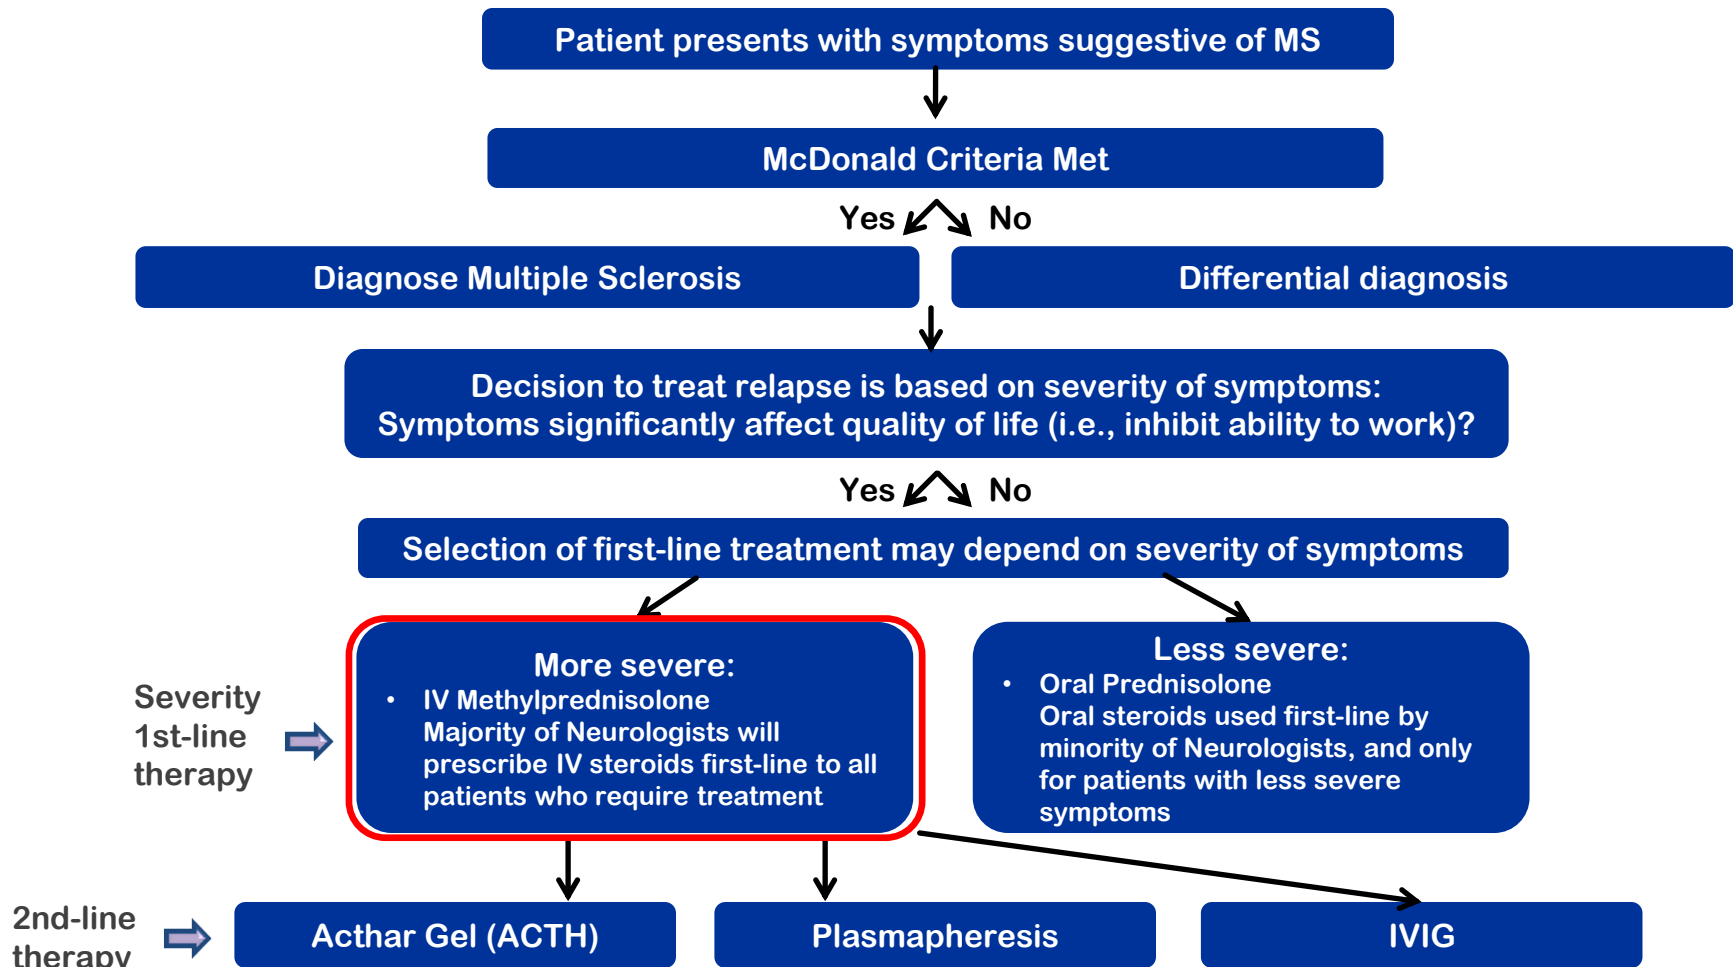 Patient presents with symptoms suggestive of MS
McDonald Criteria Met
Yes No
Diagnose Multiple Sclerosis
Differential diagnosis
Decision to treat relapse is based on severity of symptoms:
Symptoms significantly affect quality of life (i.e., inhibit ability to work)?
Yes No
Selection of first-line treatment may depend on severity of symptoms
Severity
1st-line
therapy
More severe:
• IV Methylprednisolone
Majority of Neurologists will
prescribe IV steroids first-line to all
patients who require treatment
Less severe:
• Oral Prednisolone
Oral steroids used first-line by
minority of Neurologists, and only
for patients with less severe
symptoms
2nd-line
therapy
Acthar Gel (ACTH)
Plasmapheresis
IVIG